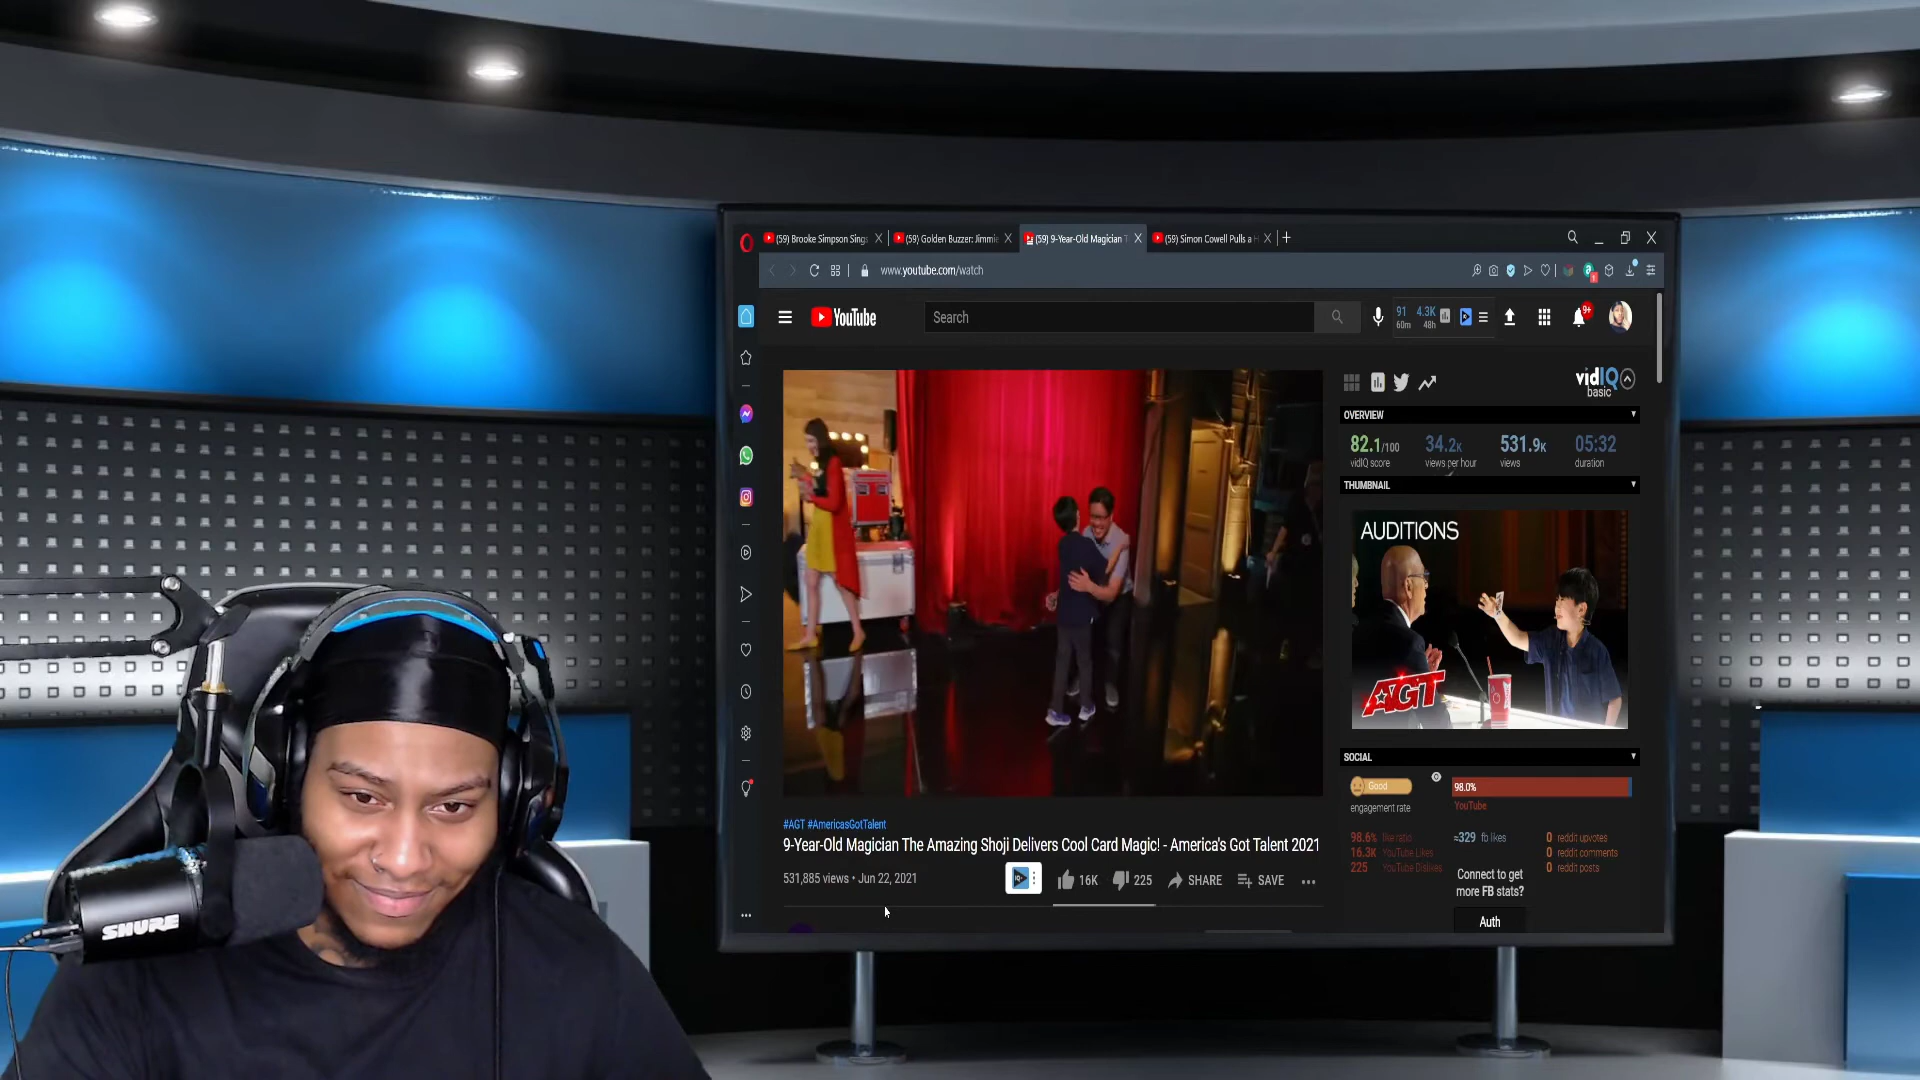 (59) Brooke Simpson Sing
(59) Golden Buzzer: Jimmie
(59) 9-Year-Old Magician T
(59) Simon Cowell Pulls a H
www.youtube.com/watch
YouTube
Search
91
60m
4.3K
48h
9+
vidIQ
basic
OVERVIEW
82.1/100
vidIQ score
34.2K
views per hour
531.9K
views
05:32
duration
THUMBNAIL
AUDITIONS
AGT
SOCIAL
Good
engagement rate
98.0%
YouTube
98.6% like ratio
16.3K YouTube Likes
225 YouTube Dislikes
≈329 fb likes
0 reddit upvotes
0 reddit comments
0 reddit posts
Connect to get
more FB stats?
Auth
#AGT #AmericasGotTalent
9-Year-Old Magician The Amazing Shoji Delivers Cool Card Magic! - America's Got Talent 2021
531,885 views • Jun 22, 2021
16K
225
SHARE
SAVE
SHURE